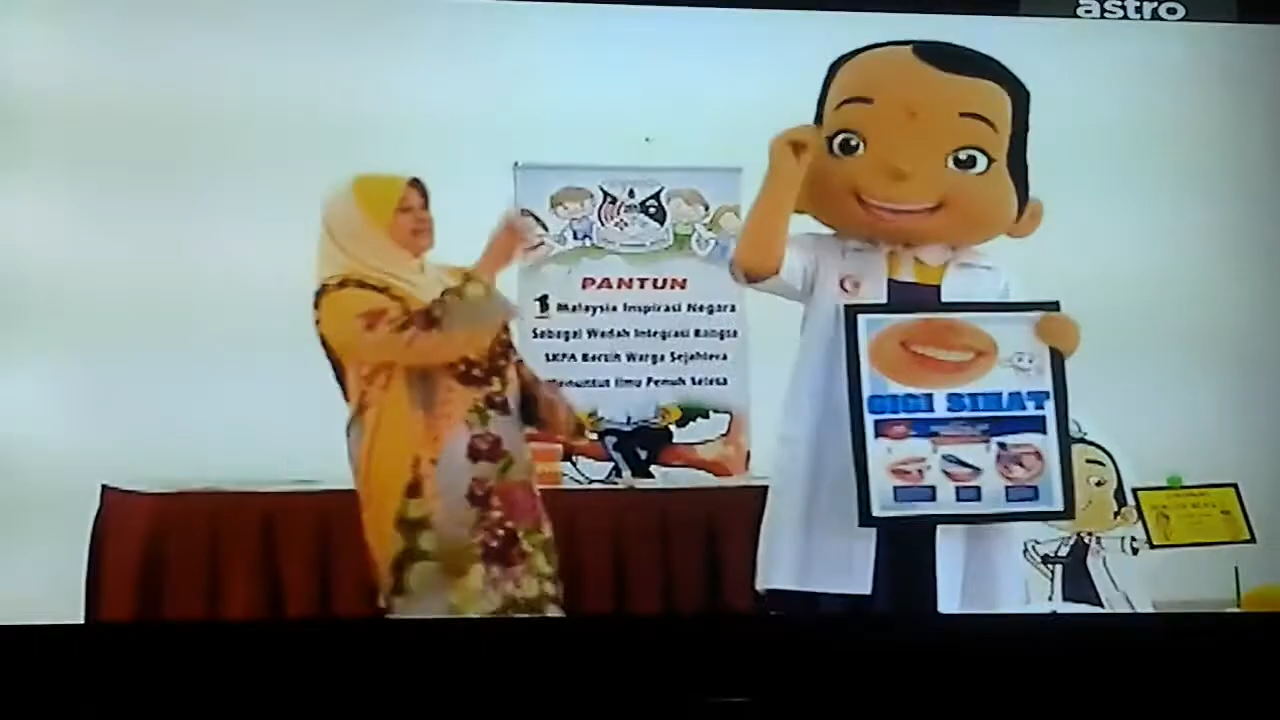 astro
PANTUN
1 Malaysia Inspirasi Negara
Sebagai Wadah Integrasi Bangsa
SKPA Bersih Warga Sejahtera
Menuntut Ilmu Penuh Selesa
GIGI SIHAT